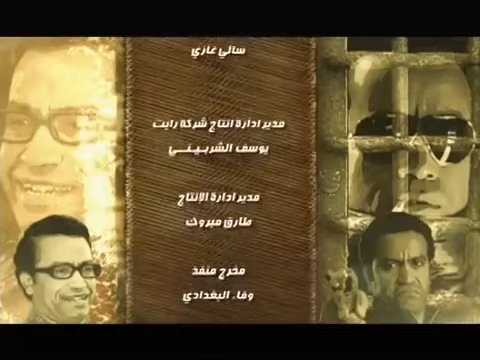 سالي غازي
مدير ادارة انتاج شركة رايت
يوسف الشربيني
مدير ادارة الإنتاج
طارق مبروك
مخرج منفذ
وفاء البغدادي